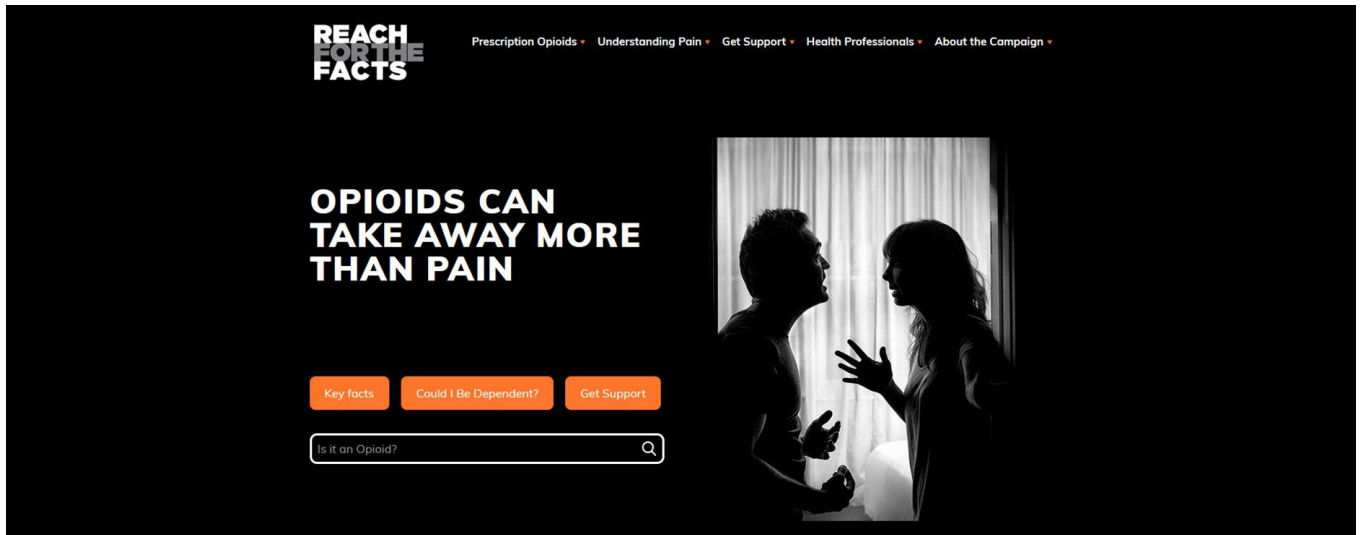 REACH
FOR THE
FACTS
Prescription Opioids Understanding Pain Get Support Health Professionals About the Campaign
OPIOIDS CAN
TAKE AWAY MORE
THAN PAIN
Key facts Could I Be Dependent? Get Support
Is it an Opioid?